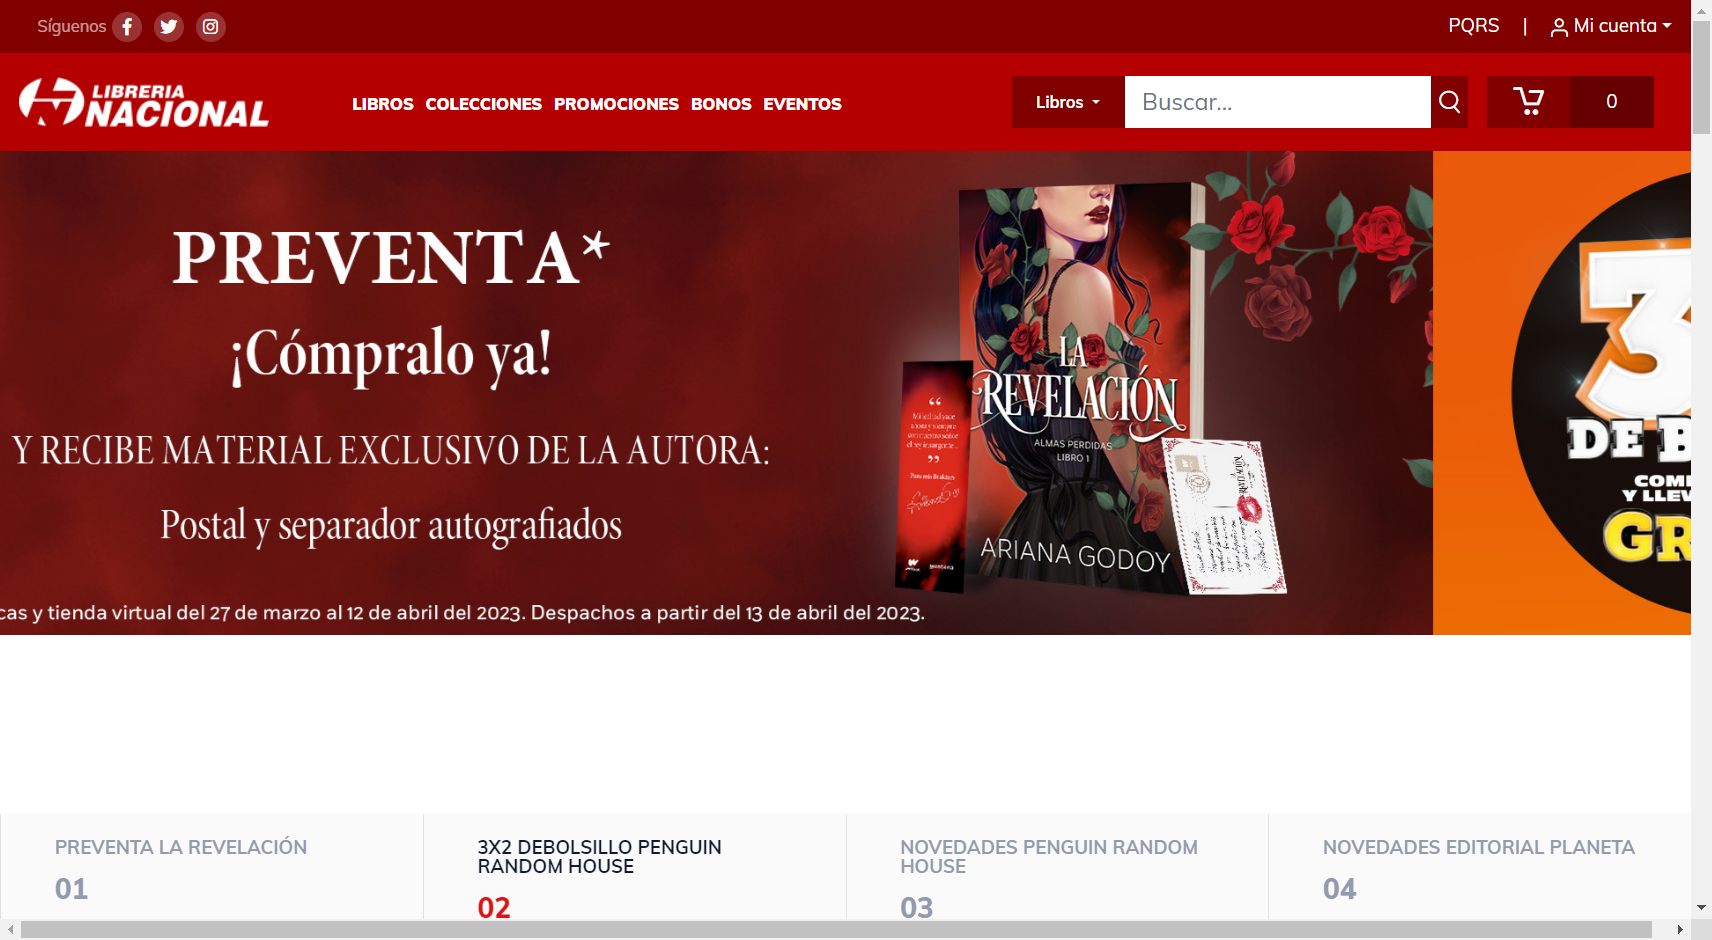 Síguenos
PQRS | Mi cuenta
LIBRERIA
NACIONAL
LIBROS COLECCIONES PROMOCIONES BONOS EVENTOS
Libros
Buscar...
0
PREVENTA*
¡Cómpralo ya!
Y RECIBE MATERIAL EXCLUSIVO DE LA AUTORA:
Postal y separador autografiados
cas y tienda virtual del 27 de marzo al 12 de abril del 2023. Despachos a partir del 13 de abril del 2023.
LA
REVELACIÓN
ALMAS PERDIDAS
LIBRO 1
ARIANA GODOY
3
DE B
COM
Y LLEV
GR
PREVENTA LA REVELACIÓN
01
3X2 DEBOLSILLO PENGUIN
RANDOM HOUSE
02
NOVEDADES PENGUIN RANDOM
HOUSE
03
NOVEDADES EDITORIAL PLANETA
04